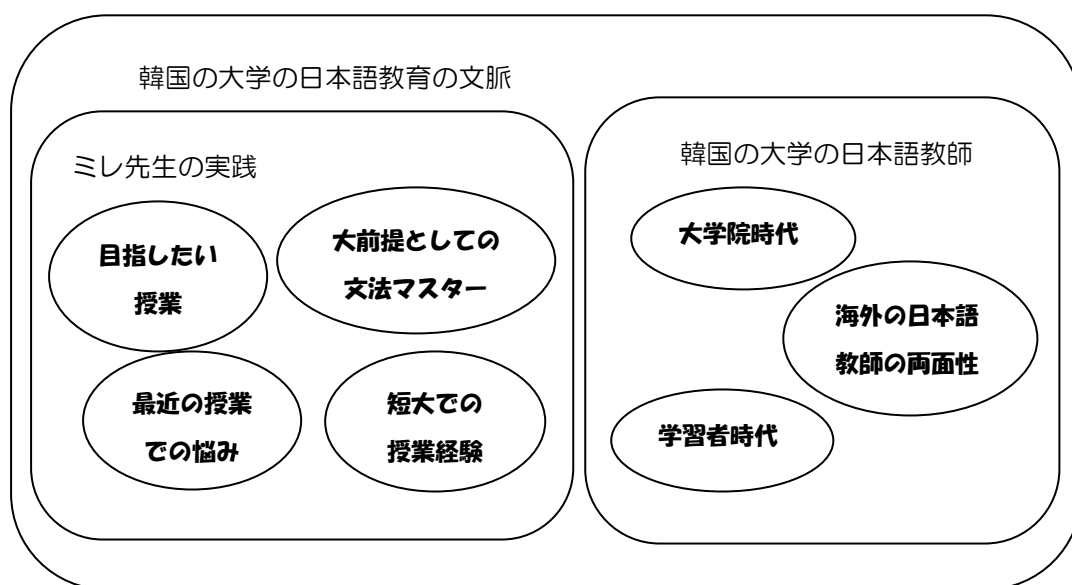 韓国の大学の日本語教育の文脈
ミレ先生の実践
目指したい
授業
大前提としての
文法マスター
最近の授業
での悩み
短大での
授業経験
韓国の大学の日本語教師
大学院時代
海外の日本語
教師の両面性
学習者時代